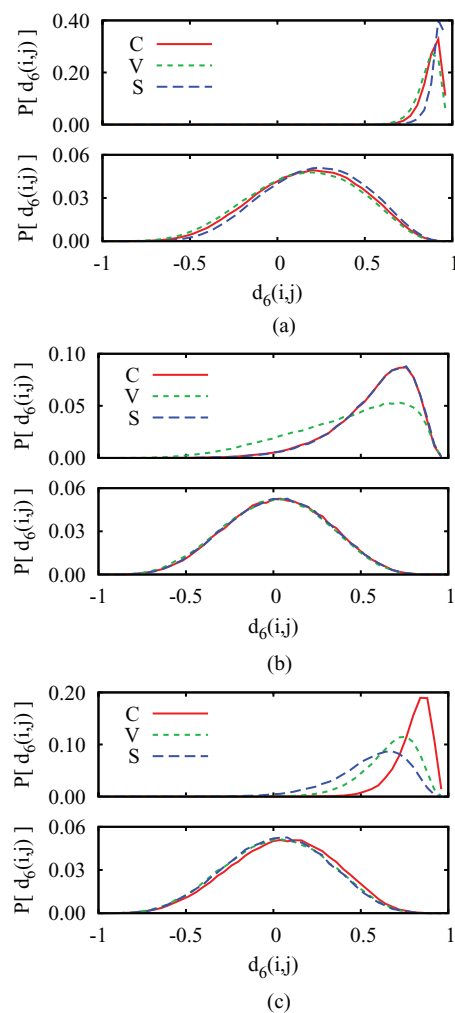 0.40
0.20
0.00
P[ d6(i,j) ]
C
V
S
0.06
0.03
0.00
P[ d6(i,j) ]
-1 -0.5 0 0.5 1
d6(i,j)
(a)
0.10
0.05
0.00
P[ d6(i,j) ]
C
V
S
0.06
0.03
0.00
P[ d6(i,j) ]
-1 -0.5 0 0.5 1
d6(i,j)
(b)
0.20
0.10
0.00
P[ d6(i,j) ]
C
V
S
0.06
0.03
0.00
P[ d6(i,j) ]
-1 -0.5 0 0.5 1
d6(i,j)
(c)